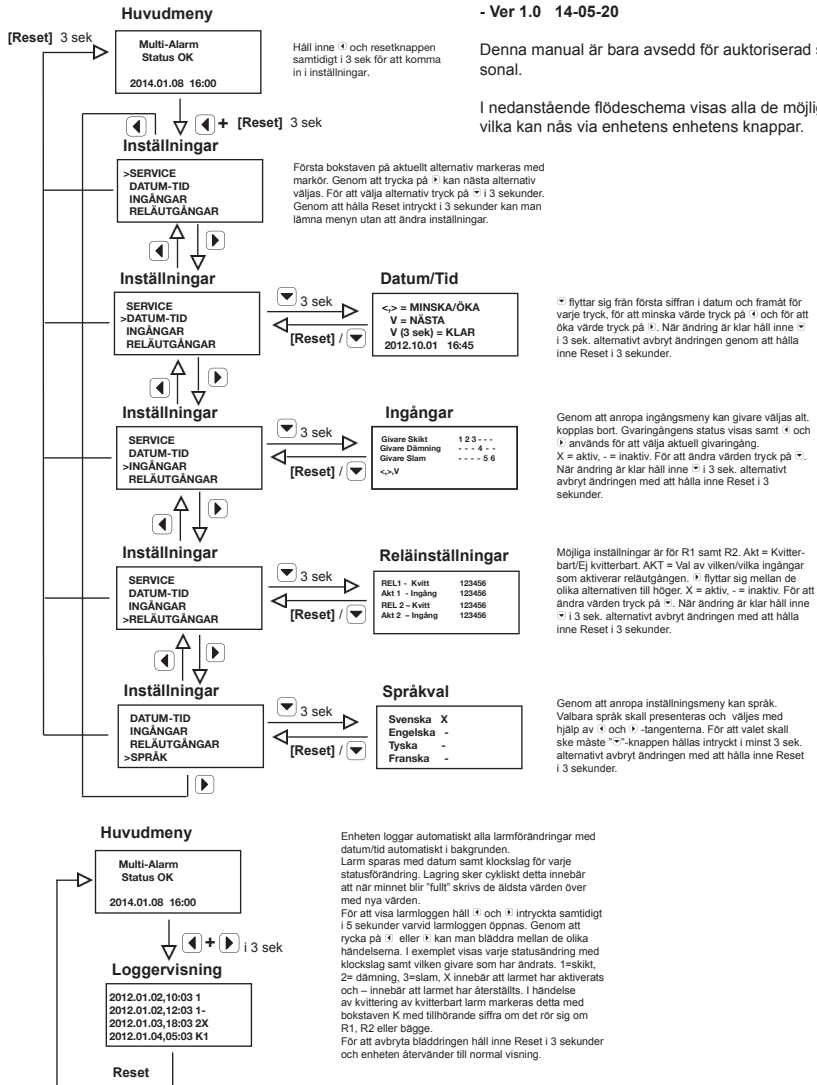 - Ver 1.0 14-05-20
Denna manual är bara avsedd för auktoriserad
sonal.
I nedanstående flödeschema visas alla de
vilka kan nås via enhetens enhetens knappar.
Huvudmeny
[Reset] 3 sek
Multi-Alarm
Status OK
2014.01.08 16:00
Håll inne ◀ och resetknappen
samtidigt i 3 sek för att komma
in i inställningar.
◀ ◀ + [Reset] 3 sek
Inställningar
>SERVICE
DATUM-TID
INGÅNGAR
RELÄUTGÅNGAR
Första bokstaven på aktuellt alternativ markeras med
markör. Genom att trycka på ▶ kan nästa alternativ
väljas. För att välja alternativ tryck på ▼ i 3 sekunder.
Genom att hålla Reset intryckt i 3 sekunder kan man
lämna menyn utan att ändra inställningar.
◀ ▶
Inställningar
SERVICE
>DATUM-TID
INGÅNGAR
RELÄUTGÅNGAR
▼ 3 sek
[Reset] / ▼
Datum/Tid
<,> = MINSKA/ÖKA
V = NÄSTA
V (3 sek) = KLAR
2012.10.01 16:45
▼ flyttar sig från första siffran i datum och framåt för
varje tryck, för att minska värde tryck på ◀ och för att
öka värde tryck på ▶. När ändring är klar håll inne ▼
i 3 sek. alternativt avbryt ändringen genom att hålla
inne Reset i 3 sekunder.
◀ ▶
Inställningar
SERVICE
DATUM-TID
>INGÅNGAR
RELÄUTGÅNGAR
▼ 3 sek
[Reset] / ▼
Ingångar
Givare Skikt 1 2 3 - - -
Givare Dämning - - - 4 - -
Givare Slam - - - - 5 6
<,>,V
Genom att anropa ingångsmeny kan givare väljas alt.
kopplas bort. Gvaringångens status visas samt ◀ och
▶ används för att välja aktuell givaringång.
X = aktiv, - = inaktiv. För att ändra värden tryck på ▼.
När ändring är klar håll inne ▼ i 3 sek. alternativt
avbryt ändringen med att hålla inne Reset i 3
sekunder.
◀ ▶
Inställningar
SERVICE
DATUM-TID
INGÅNGAR
>RELÄUTGÅNGAR
▼ 3 sek
[Reset] / ▼
Reläinställningar
REL1 - Kvitt 123456
Akt 1 - Ingång 123456
REL 2 – Kvitt 123456
Akt 2 – Ingång 123456
Möjliga inställningar är för R1 samt R2. Akt = Kvitter-
bart/Ej kvitterbart. AKT = Val av vilken/vilka ingångar
som aktiverar reläutgången. ▶ flyttar sig mellan de
olika alternativen till höger. X = aktiv, - = inaktiv. För att
ändra värden tryck på ▼. När ändring är klar håll inne
▼ i 3 sek. alternativt avbryt ändringen med att hålla
inne Reset i 3 sekunder.
◀ ▶
Inställningar
DATUM-TID
INGÅNGAR
RELÄUTGÅNGAR
>SPRÅK
▼ 3 sek
[Reset] / ▼
Språkval
Svenska X
Engelska -
Tyska -
Franska -
Genom att anropa inställningsmeny kan språk.
Valbara språk skall presenteras och väljes med
hjälp av ◀ och ▶ -tangenterna. För att valet skall
ske måste "▼"-knappen hållas intryckt i minst 3 sek.
alternativt avbryt ändringen med att hålla inne Reset
i 3 sekunder.
▶
Huvudmeny
Multi-Alarm
Status OK
2014.01.08 16:00
◀ + ▶ i 3 sek
Loggervisning
2012.01.02,10:03 1
2012.01.02,12:03 1-
2012.01.03,18:03 2X
2012.01.04,05:03 K1
Reset
Enheten loggar automatiskt alla larmförändringar med
datum/tid automatiskt i bakgrunden.
Larm sparas med datum samt klockslag för varje
statusförändring. Lagring sker cykliskt detta innebär
att när minnet blir "fullt" skrivs de äldsta värden över
med nya värden.
För att visa larmloggen håll ◀ och ▶ intryckta samtidigt
i 5 sekunder varvid larmloggen öppnas. Genom att
rycka på ◀ eller ▶ kan man bläddra mellan de olika
händelserna. I exemplet visas varje statusändring med
klockslag samt vilken givare som har ändrats. 1=skikt,
2= dämning, 3=slam, X innebär att larmet har aktiverats
och – innebär att larmet har återställts. I händelse
av kvittering av kvitterbart larm markeras detta med
bokstaven K med tillhörande siffra om det rör sig om
R1, R2 eller bägge.
För att avbryta bläddringen håll inne Reset i 3 sekunder
och enheten återvänder till normal visning.